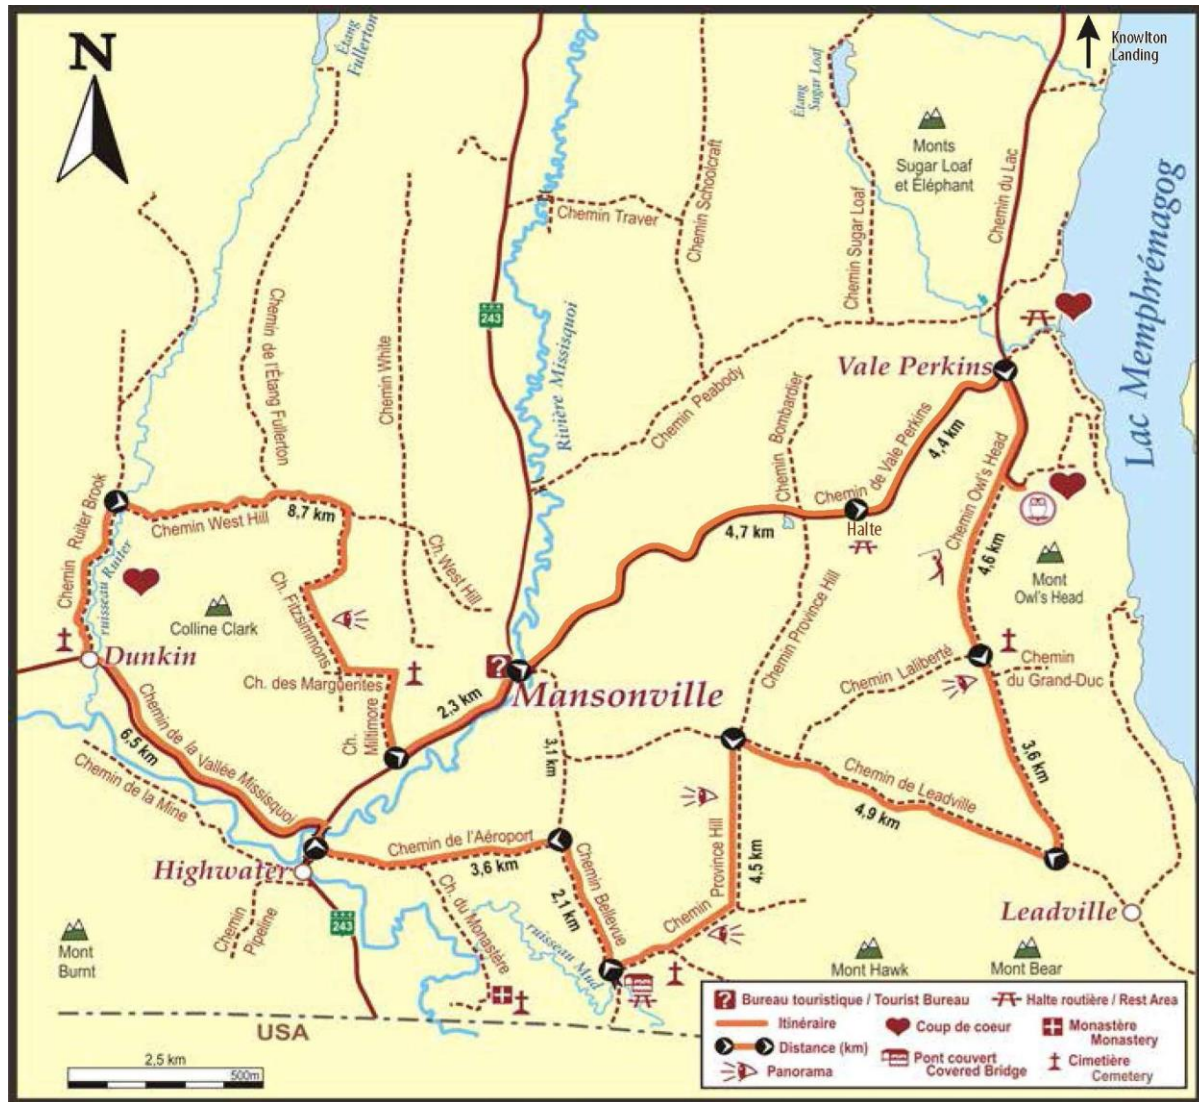 N
Étang
Fullerton
Étang
Sugar Loaf
Knowlton
Landing
Monts
Sugar Loaf
et Éléphant
Chemin du Lac
Lac Memphrémagog
Chemin Schoolcraft
Chemin Traver
Chemin Sugar Loaf
Chemin de l'Étang Fullerton
Chemin White
243
Rivière Missisquoi
Vale Perkins
Chemin Peabody
Chemin Bombardier
Chemin de Vale Perkins
4,4 km
Chemin Owl's Head
4,6 km
Chemin Ruiter Brook
ruisseau Ruiter
Chemin West Hill
8,7 km
Ch. West Hill
4,7 km
Halte
Mont
Owl's Head
Colline Clark
Ch. Fitzsimmons
Chemin Province Hill
Dunkin
Ch. des Marguerites
Ch.
Miltimore
2,3 km
Mansonville
Chemin Laliberté
Chemin
du Grand-Duc
Chemin de la Vallée Missisquoi
6,5 km
Chemin de la Mine
3,1 km
3,6 km
Chemin de Leadville
4,9 km
Chemin de l'Aéroport
3,6 km
Highwater
Chemin
Pipeline
243
Ch. du Monastère
Chemin Bellevue
2,1 km
ruisseau Mud
Chemin Province Hill
4,5 km
Leadville
Mont
Burnt
Mont Hawk
Mont Bear
USA
2,5 km
500m
? Bureau touristique / Tourist Bureau
Halte routière / Rest Area
Itinéraire
Coup de coeur
Monastère
Monastery
Distance (km)
Pont couvert
Covered Bridge
Cimetière
Cemetery
Panorama